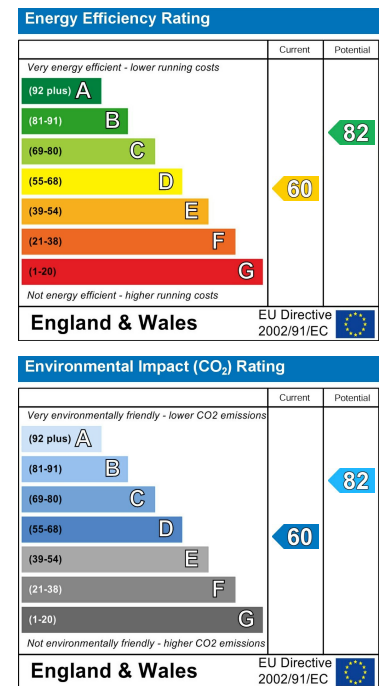 Energy Efficiency Rating
Current Potential
Very energy efficient - lower running costs
(92 plus) A
(81-91) B
82
(69-80) C
(55-68) D
60
(39-54) E
(21-38) F
(1-20) G
Not energy efficient - higher running costs
England & Wales
EU Directive
2002/91/EC
Environmental Impact (CO₂) Rating
Current Potential
Very environmentally friendly - lower CO2 emissions
(92 plus) A
(81-91) B
82
(69-80) C
(55-68) D
60
(39-54) E
(21-38) F
(1-20) G
Not environmentally friendly - higher CO2 emissions
England & Wales
EU Directive
2002/91/EC